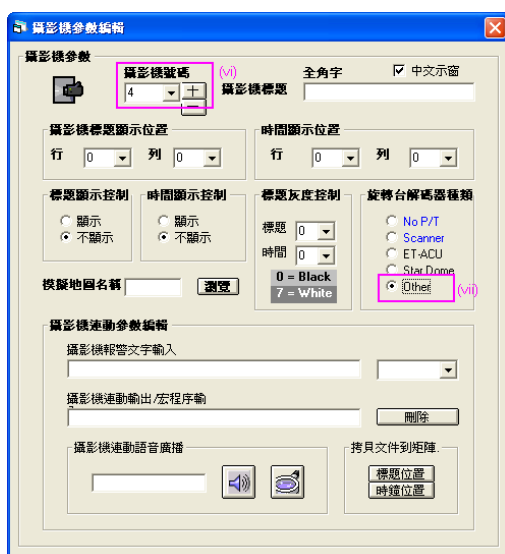 攝影機參數編輯
攝影機參數
攝影機號碼 (vi) 全角字 中文示窗
4 + 攝影機標題
攝影機標題顯示位置 時間顯示位置
行 0 列 0 行 0 列 0
標題顯示控制 時間顯示控制 標題灰度控制 旋轉台解碼器種類
顯示 顯示 標題 0 No P/T
不顯示 不顯示 時間 0 Scanner
ET-ACU
Star Dome
0 = Black Other (vii)
7 = White
模擬地圖名稱 瀏覽
攝影機連動參數編輯
攝影機報警文字輸入
攝影機連動輸出/宏程序輸
刪除
攝影機連動語音廣播 拷貝文件到矩陣.
標題位置
時鐘位置